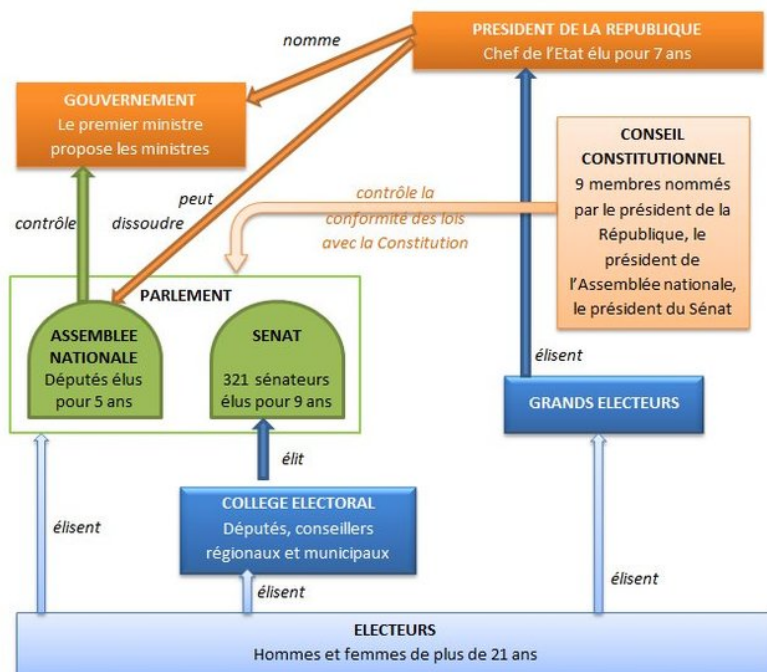 PRESIDENT DE LA REPUBLIQUE
Chef de l'Etat élu pour 7 ans
nomme
GOUVERNEMENT
Le premier ministre
propose les ministres
CONSEIL
CONSTITUTIONNEL
9 membres nommés
par le président de la
République, le
président de
l'Assemblée nationale,
le président du Sénat
contrôle
peut
dissoudre
contrôle la
conformité des lois
avec la Constitution
PARLEMENT
ASSEMBLEE
NATIONALE
Députés élus
pour 5 ans
SENAT
321 sénateurs
élus pour 9 ans
élisent
GRANDS ELECTEURS
élit
COLLEGE ELECTORAL
Députés, conseillers
régionaux et municipaux
élisent
élisent
élisent
ELECTEURS
Hommes et femmes de plus de 21 ans